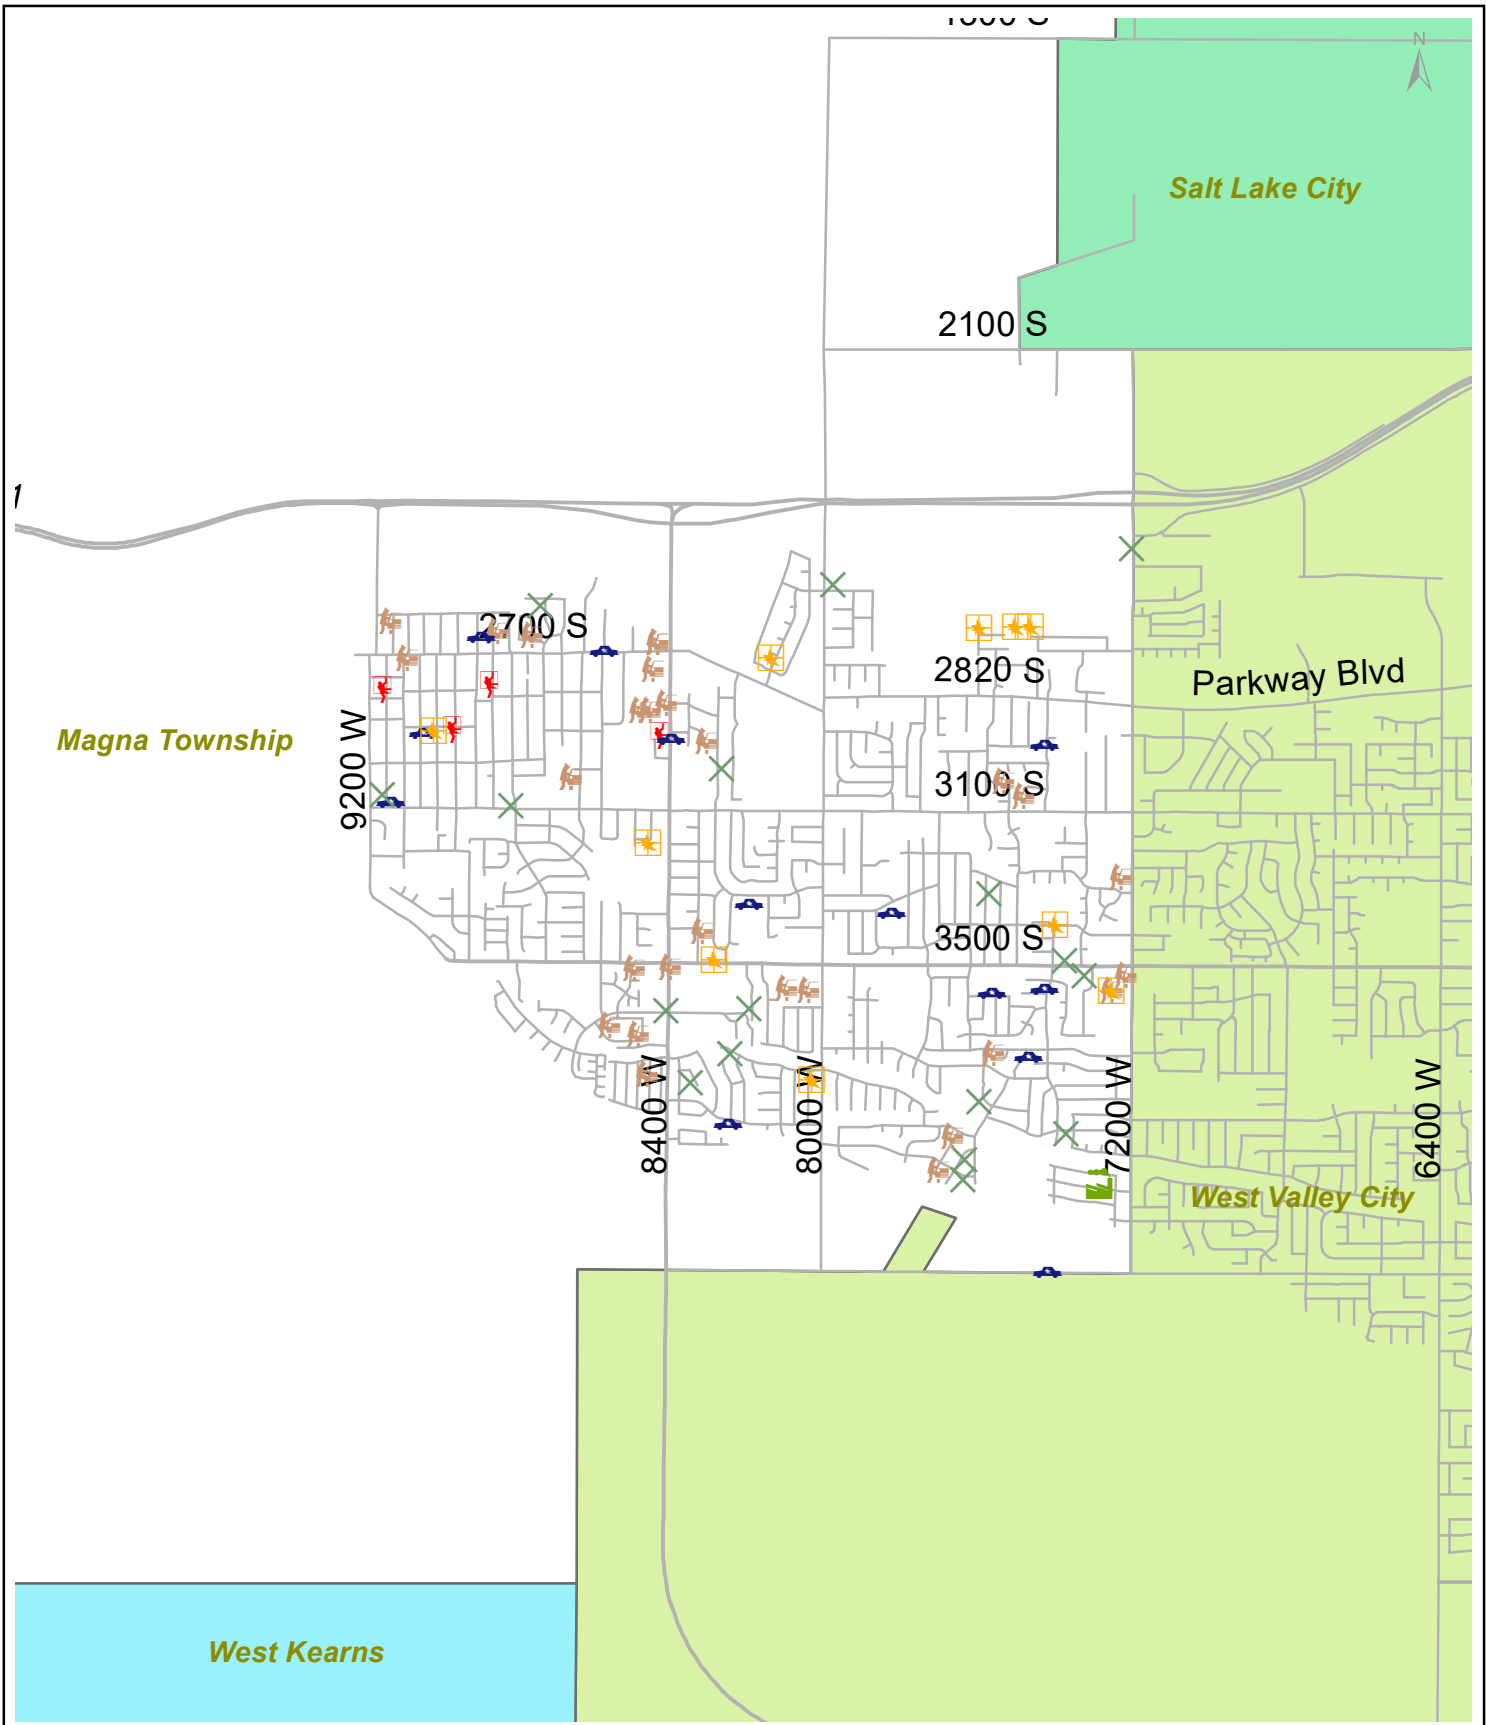 N
Salt Lake City
2100 S
2700 S
2820 S
Parkway Blvd
Magna Township
9200 W
3100 S
3500 S
8400 W
8000 W
7200 W
6400 W
West Valley City
West Kearns